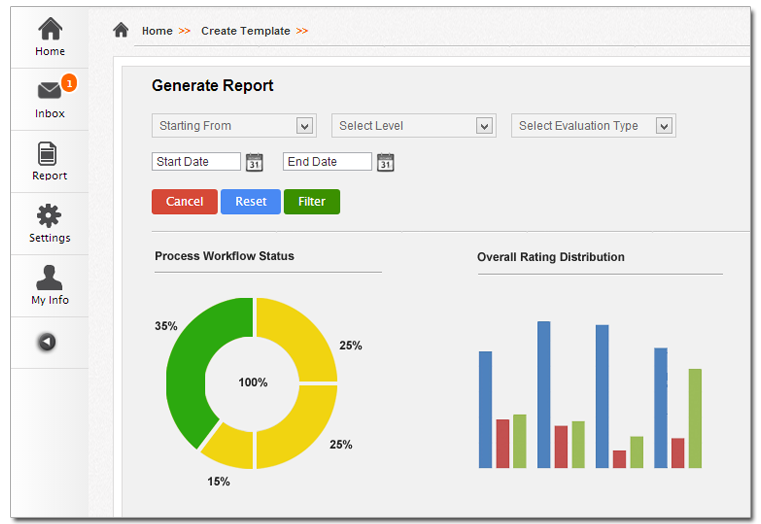 Home
Inbox
1
Report
Settings
My Info
Home >> Create Template >>
Generate Report
Starting From Select Level Select Evaluation Type
Start Date 31 End Date 31
Cancel Reset Filter
Process Workflow Status
35%
25%
100%
25%
15%
Overall Rating Distribution